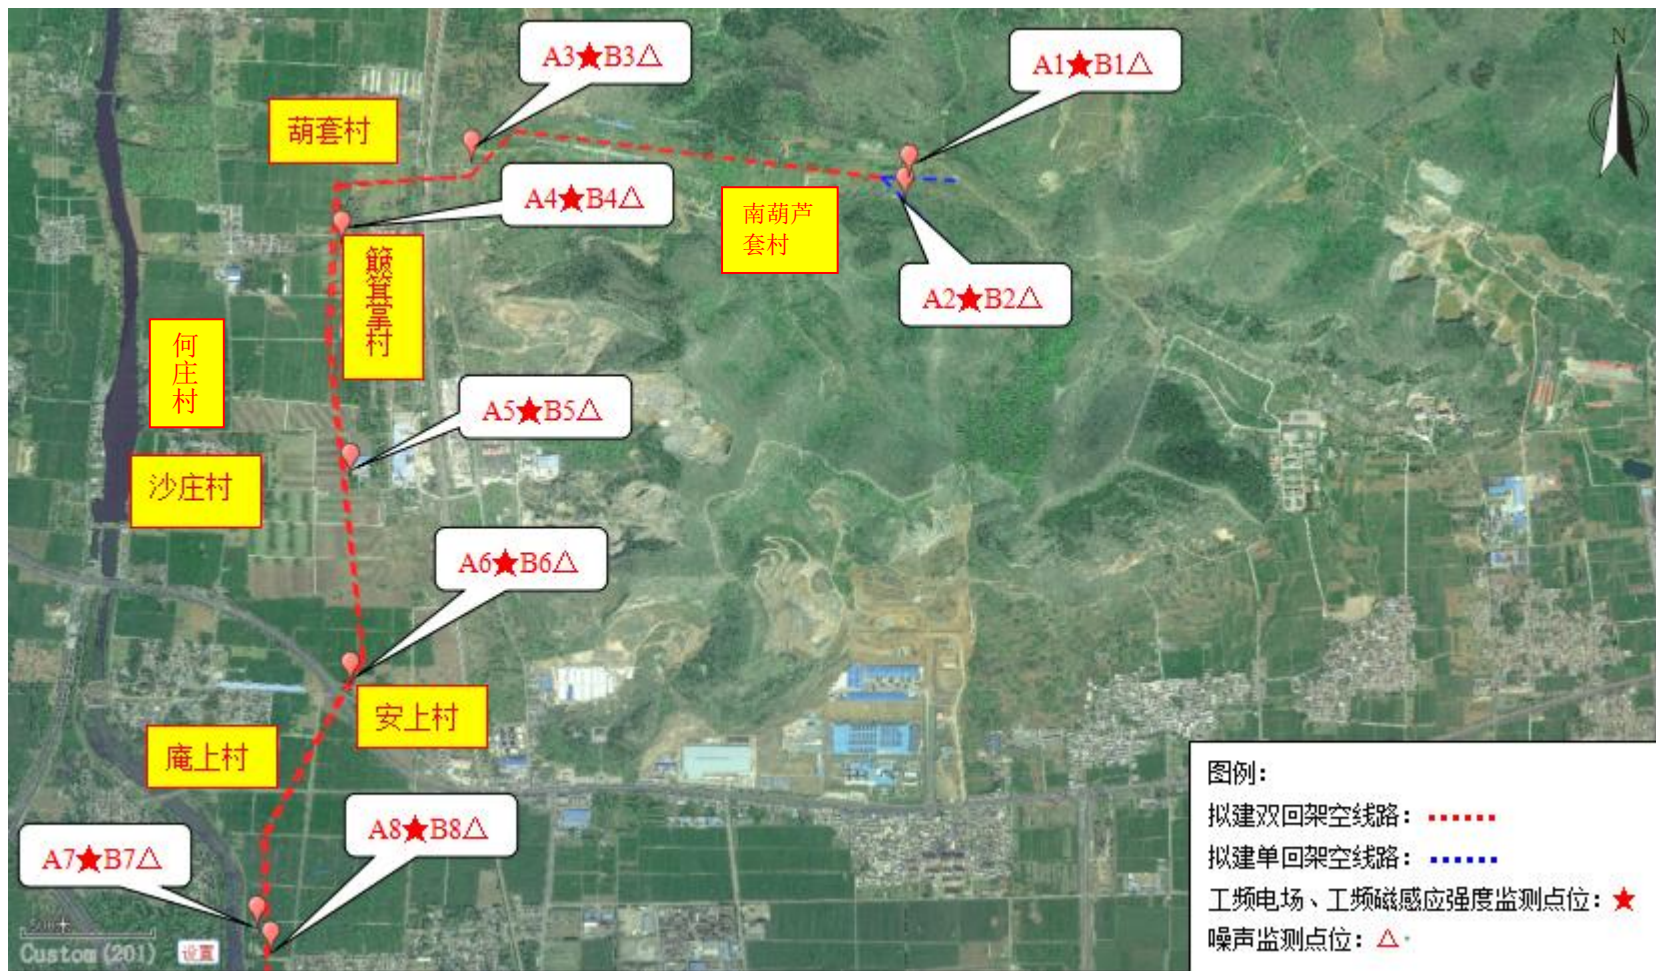 A3★B3△
A1★B1△
N
葫套村
A4★B4△
南葫芦
套村
簸箕掌村
A2★B2△
何庄村
A5★B5△
沙庄村
A6★B6△
安上村
庵上村
A8★B8△
A7★B7△
Custom(201)
设置
图例：
拟建双回架空线路：
拟建单回架空线路：
工频电场、工频磁感应强度监测点位：★
噪声监测点位：△